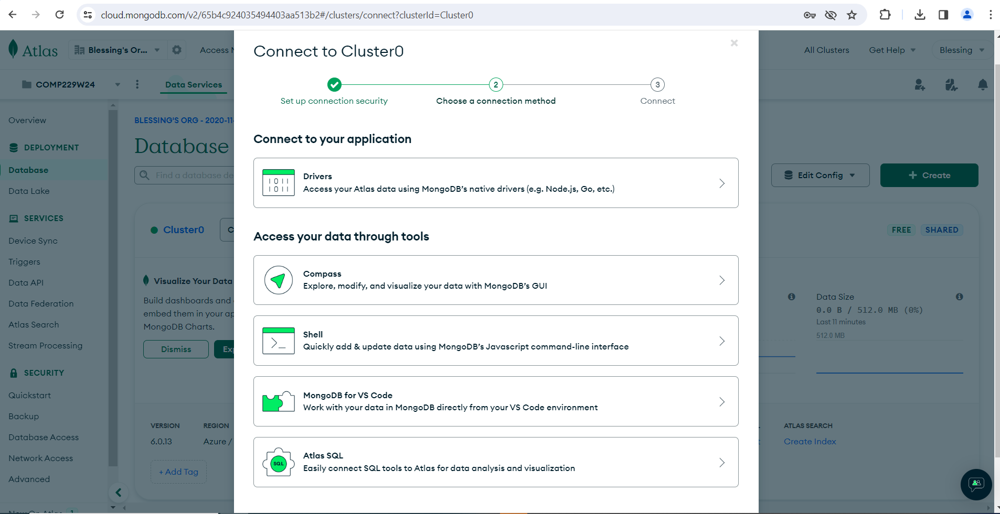 cloud.mongodb.com/v2/65b4c924035494403aa513b2#/clusters/connect?clusterId=Cluster0
Atlas
Blessing's Or...
Access
All Clusters
Get Help
Blessing
COMP229W24
Data Services
Overview
DEPLOYMENT
Database
Data Lake
SERVICES
Device Sync
Triggers
Data API
Data Federation
Atlas Search
Stream Processing
SECURITY
Quickstart
Backup
Database Access
Network Access
Advanced
New On Atlas 1
BLESSING'S ORG - 2020-11-
Database
Find a database de
Edit Config
+ Create
Cluster0
C
FREE
SHARED
Visualize Your Data
Build dashboards and
embed them in your ap
MongoDB Charts.
Dismiss
Exp
Data Size
0.0 B / 512.0 MB (0%)
Last 11 minutes
512.0 MB
VERSION
6.0.13
REGION
Azure /
ATLAS SEARCH
Create Index
+ Add Tag
Connect to Cluster0
2
3
Set up connection security
Choose a connection method
Connect
Connect to your application
Drivers
Access your Atlas data using MongoDB’s native drivers (e.g. Node.js, Go, etc.)
Access your data through tools
Compass
Explore, modify, and visualize your data with MongoDB’s GUI
Shell
Quickly add & update data using MongoDB’s Javascript command-line interface
MongoDB for VS Code
Work with your data in MongoDB directly from your VS Code environment
SQL
Atlas SQL
Easily connect SQL tools to Atlas for data analysis and visualization